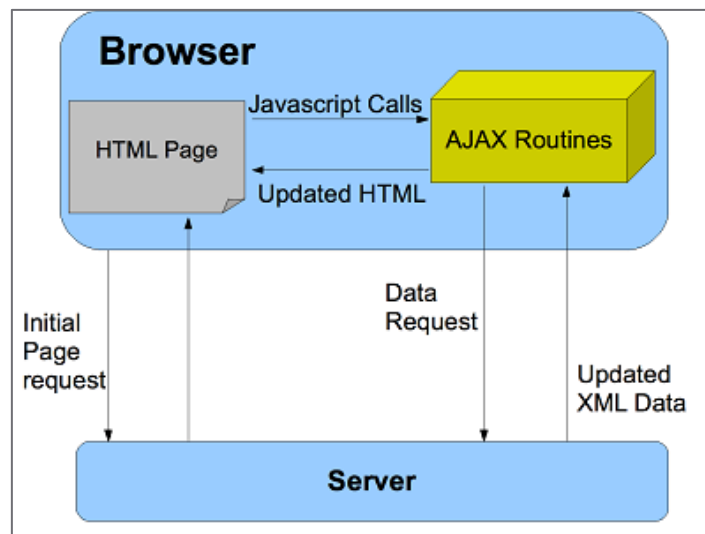 Browser
Javascript Calls
HTML Page
AJAX Routines
Updated HTML
Initial
Page
request
Data
Request
Updated
XML Data
Server